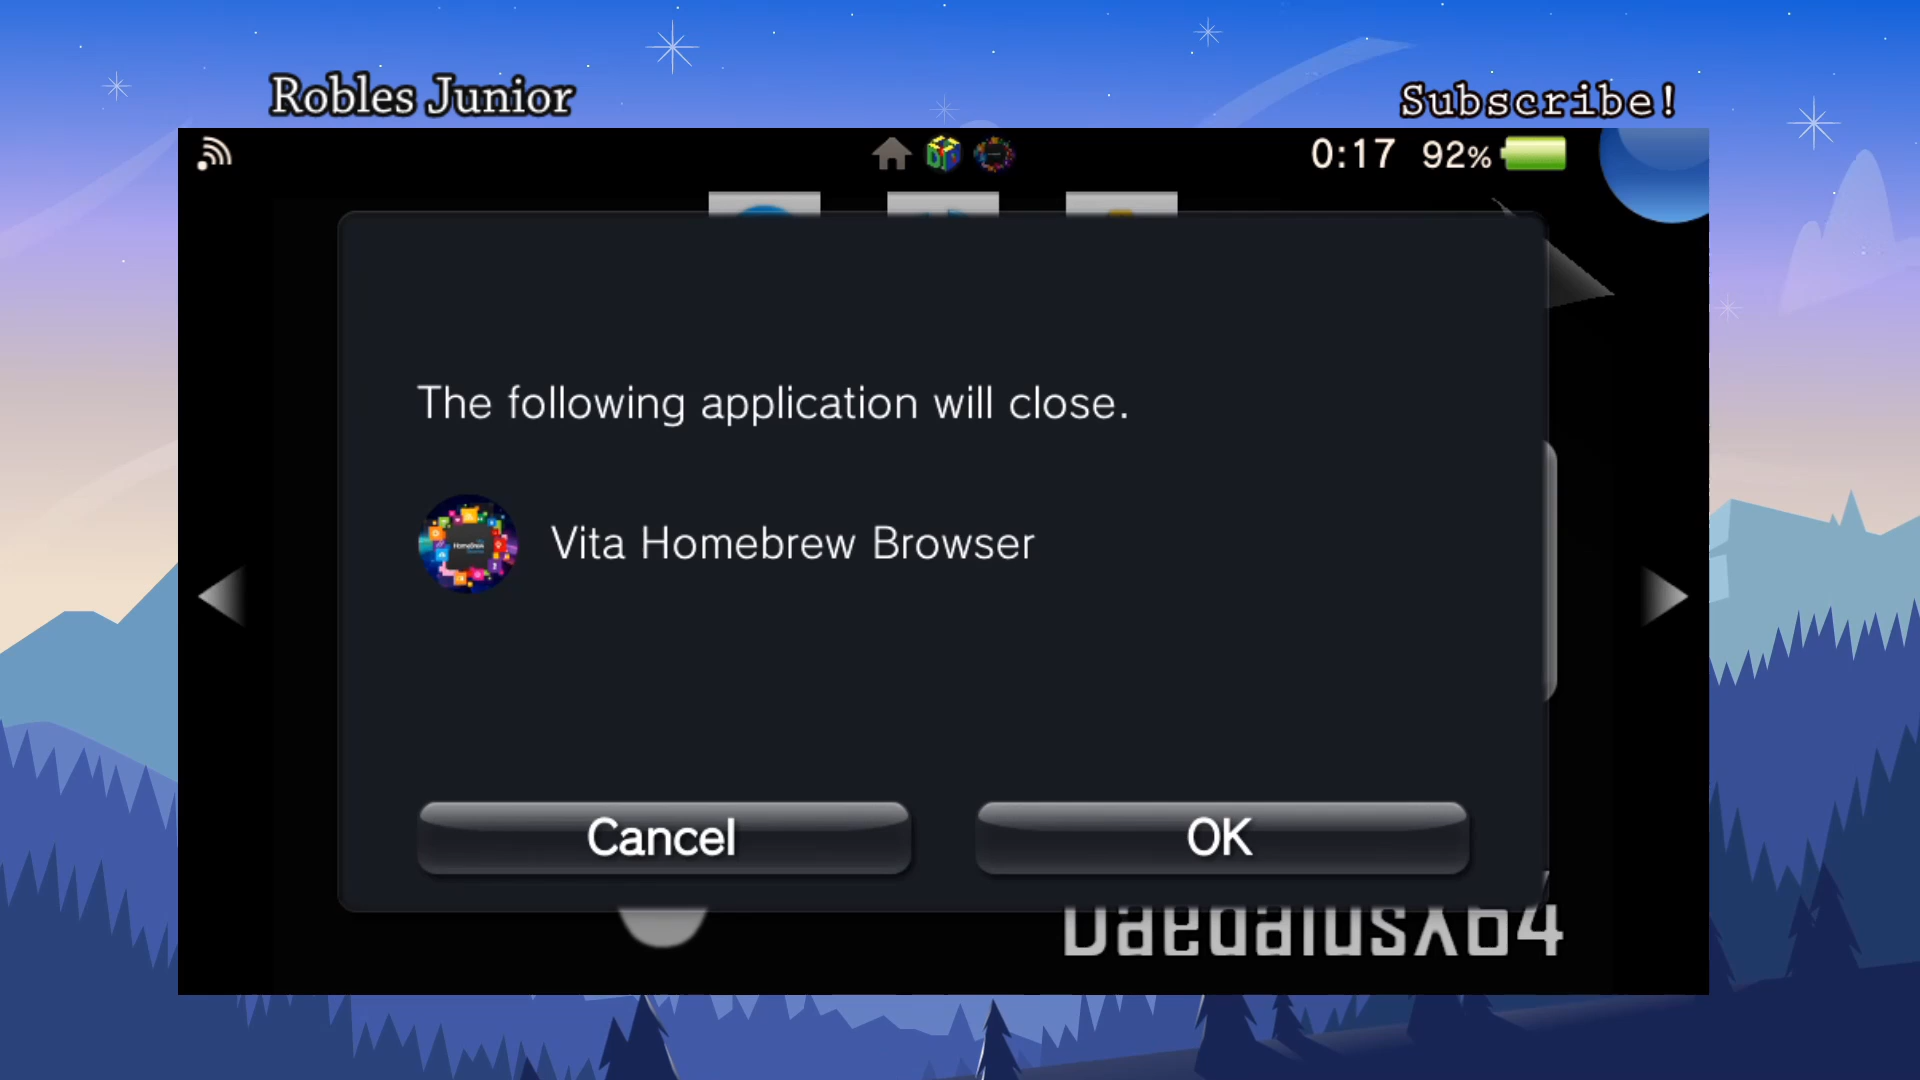 Robles Junior
Subscribe!
0:17 92%
The following application will close.
Vita Homebrew Browser
Cancel
OK
DaedalusX64